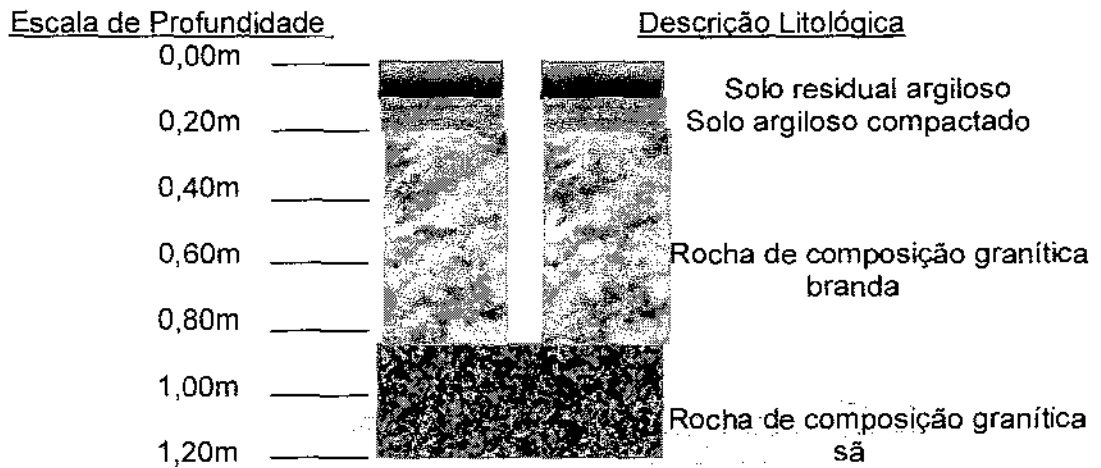 Escala de Profundidade
Descrição Litológica
0,00m
Solo residual argiloso
0,20m
Solo argiloso compactado
0,40m
0,60m
Rocha de composição granítica
branda
0,80m
1,00m
Rocha de composição granítica
sã
1,20m